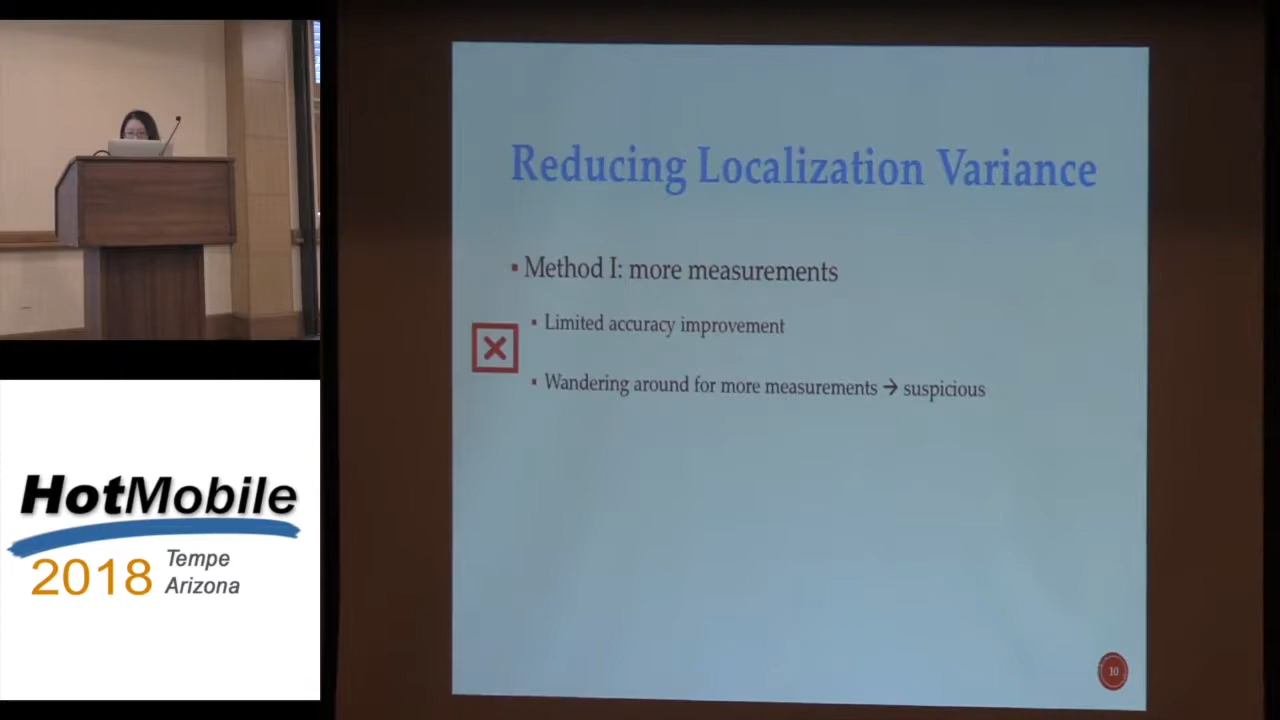 Reducing Localization Variance
▪ Method I: more measurements
▪ Limited accuracy improvement
▪ Wandering around for more measurements → suspicious
10
HotMobile
2018 Tempe
Arizona